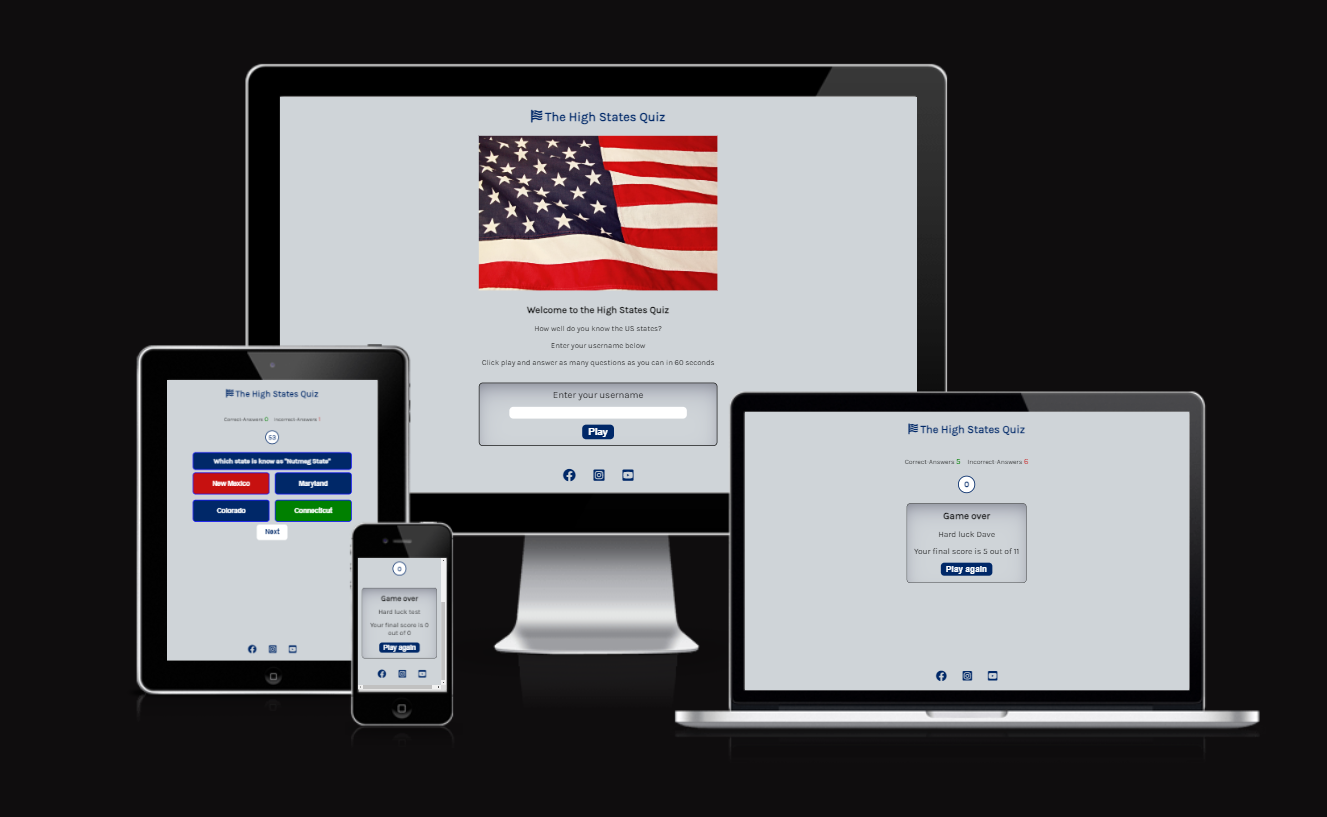 The High States Quiz
Welcome to the High States Quiz
How well do you know the US states?
Enter your username below
Click play and answer as many questions as you can in 60 seconds
Enter your username
Play
The High States Quiz
Correct-Answers 0 Incorrect-Answers 1
53
Which state is know as "Nutmeg State"
New Mexico Maryland
Colorado Connecticut
Next
0
Game over
Hard luck test
Your final score is 0
out of 0
Play again
The High States Quiz
Correct-Answers 5 Incorrect-Answers 6
0
Game over
Hard luck Dave
Your final score is 5 out of 11
Play again